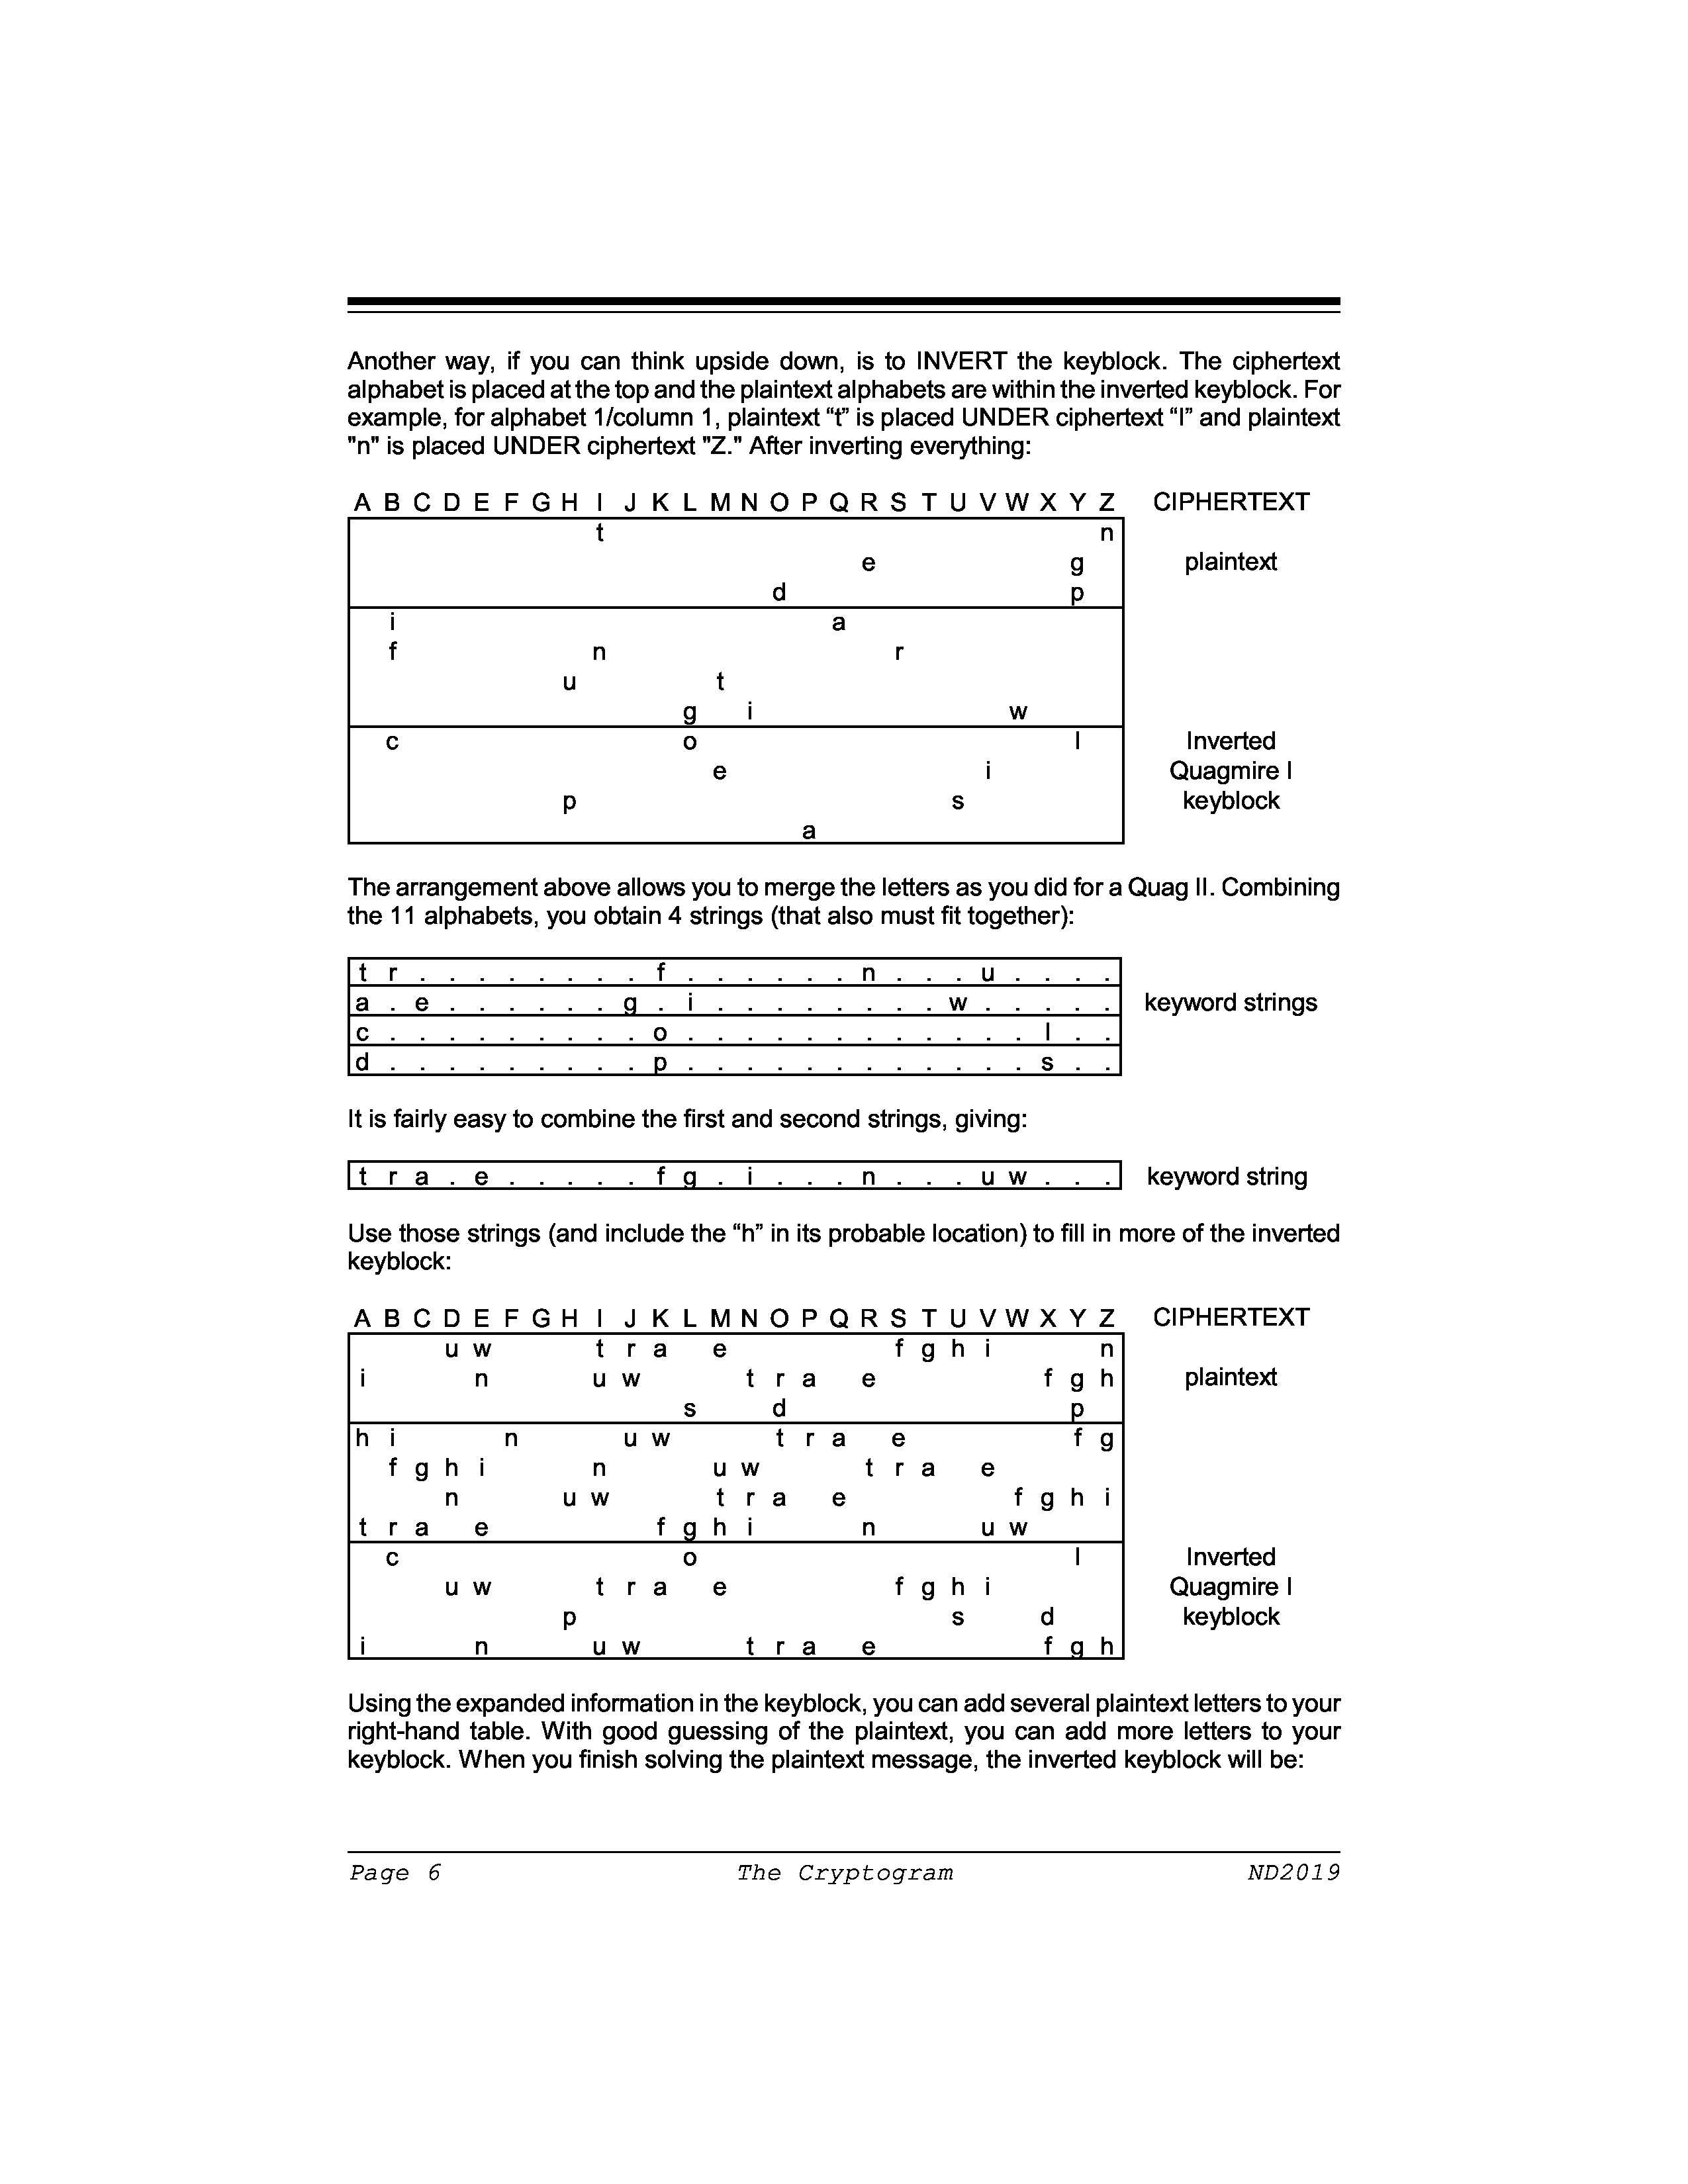 Another way, if you can think upside down, is to INVERT the keyblock. The ciphertext
alphabet is placed at the top and the plaintext alphabets are within the inverted keyblock. For
example, for alphabet 1/column 1, plaintext “t” is placed UNDER ciphertext “I” and plaintext
"n" is placed UNDER ciphertext "Z." After inverting everything:
A B C D E F G H I J K L M N O P Q R S T U V W X Y Z CIPHERTEXT
t n
e g plaintext
d p
i a
f n r
u t
g i w
c o l Inverted
e i Quagmire I
p s keyblock
a
The arrangement above allows you to merge the letters as you did for a Quag II. Combining
the 11 alphabets, you obtain 4 strings (that also must fit together):
t r . . . . . . . . f . . . . . . n . . . u . . . .
a . e . . . . . . g . i . . . . . . . . w . . . . . keyword strings
c . . . . . . . . . o . . . . . . . . . . . . l . .
d . . . . . . . . . p . . . . . . . . . . . . s . .
It is fairly easy to combine the first and second strings, giving:
t r a . e . . . . . f g . i . . . n . . . u w . . . keyword string
Use those strings (and include the “h” in its probable location) to fill in more of the inverted
keyblock:
A B C D E F G H I J K L M N O P Q R S T U V W X Y Z CIPHERTEXT
u w t r a e f g h i n
i n u w t r a e f g h plaintext
s d p
h i n u w t r a e f g
f g h i n u w t r a e
n u w t r a e f g h i
t r a e f g h i n u w
c o l Inverted
u w t r a e f g h i Quagmire I
p s d keyblock
i n u w t r a e f g h
Using the expanded information in the keyblock, you can add several plaintext letters to your
right-hand table. With good guessing of the plaintext, you can add more letters to your
keyblock. When you finish solving the plaintext message, the inverted keyblock will be:
Page 6 The Cryptogram ND2019